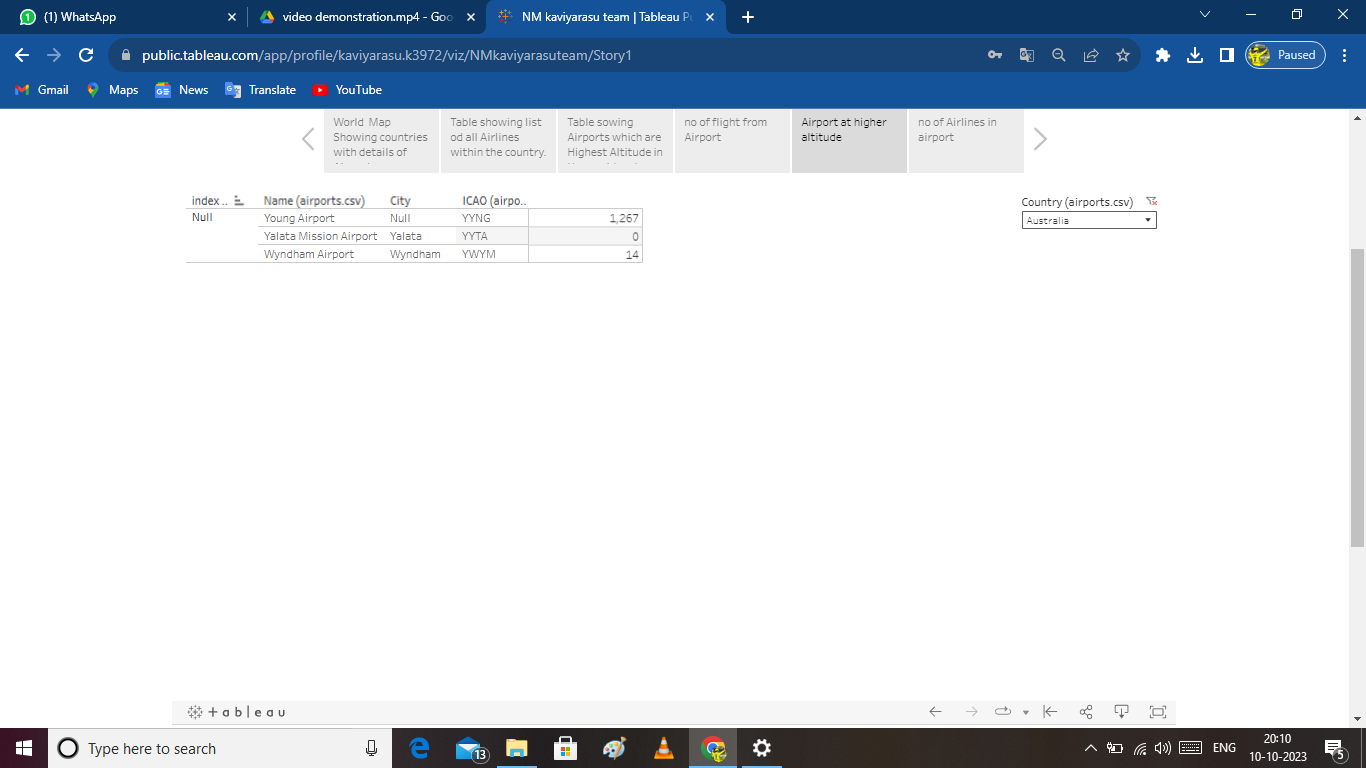 (1) WhatsApp
video demonstration.mp4 - Goo
NM kaviyarasu team | Tableau Pu
public.tableau.com/app/profile/kaviyarasu.k3972/viz/NMkaviyarasuteam/Story1
Paused
Gmail
Maps
News
Translate
YouTube
World Map
Showing countries
with details of
Table showing list
od all Airlines
within the country.
Table sowing
Airports which are
Highest Altitude in
no of flight from
Airport
Airport at higher
altitude
no of Airlines in
airport
index .. Name (airports.csv) City ICAO (airpo..
Null Young Airport Null YYNG 1,267
Yalata Mission Airport Yalata YYTA 0
Wyndham Airport Wyndham YWYM 14
Country (airports.csv)
Australia
+ a b | e a u
Type here to search
13
ENG
20:10
10-10-2023
5